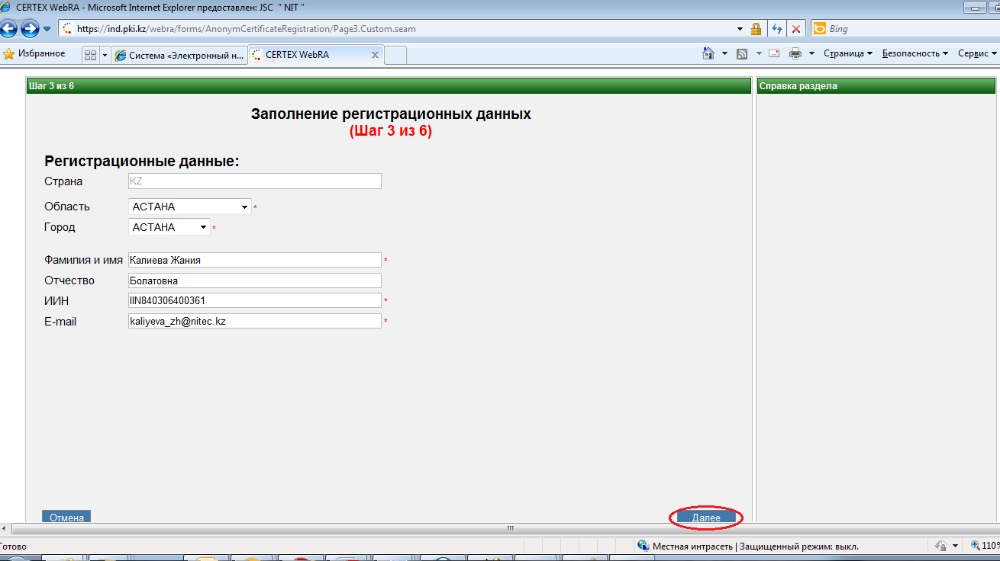 CERTEX WebRA - Microsoft Internet Explorer предоставлен: JSC " NIT "
https://ind.pki.kz/webra/forms/AnonymCertificateRegistration/Page3.Custom.seam
Bing
Избранное
Система «Электронный н...
CERTEX WebRA
Страница
Безопасность
Сервис
Шаг 3 из 6
Справка раздела
Заполнение регистрационных данных
(Шаг 3 из 6)
Регистрационные данные:
Страна KZ
Область АСТАНА *
Город АСТАНА *
Фамилия и имя Калиева Жания *
Отчество Болатовна
ИИН IIN840306400361 *
E-mail kaliyeva_zh@nitec.kz *
Отмена
Далее
Готово
Местная интрасеть | Защищенный режим: выкл.
110%